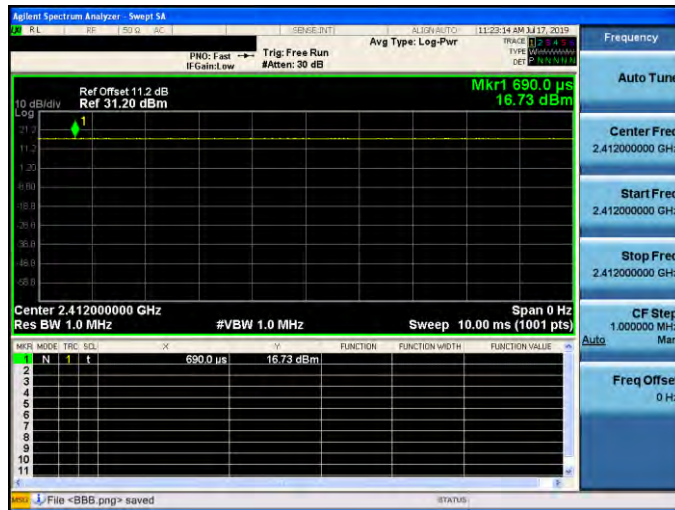 Agilent Spectrum Analyzer - Swept SA
RL RF 50 Ω AC SENSE:INT ALIGN AUTO 11:23:14 AM Jul 17, 2019
PNO: Fast Trig: Free Run Avg Type: Log-Pwr TRACE 1 2 3 4 5 6
IFGain:Low #Atten: 30 dB TYPE
DET P N N N N N
Ref Offset 11.2 dB Mkr1 690.0 µs
10 dB/div Ref 31.20 dBm 16.73 dBm
Log
1
21.2
11.2
1.20
-8.80
-18.8
-28.8
-38.8
-48.8
-58.8
Center 2.412000000 GHz Span 0 Hz
Res BW 1.0 MHz #VBW 1.0 MHz Sweep 10.00 ms (1001 pts)
MKR MODE TRC SCL X Y FUNCTION FUNCTION WIDTH FUNCTION VALUE
1 N 1 t 690.0 µs 16.73 dBm
2
3
4
5
6
7
8
9
10
11
MSG File <BBB.png> saved STATUS
Frequency
Auto Tune
Center Freq
2.412000000 GHz
Start Freq
2.412000000 GHz
Stop Freq
2.412000000 GHz
CF Step
1.000000 MHz
Auto Man
Freq Offset
0 Hz